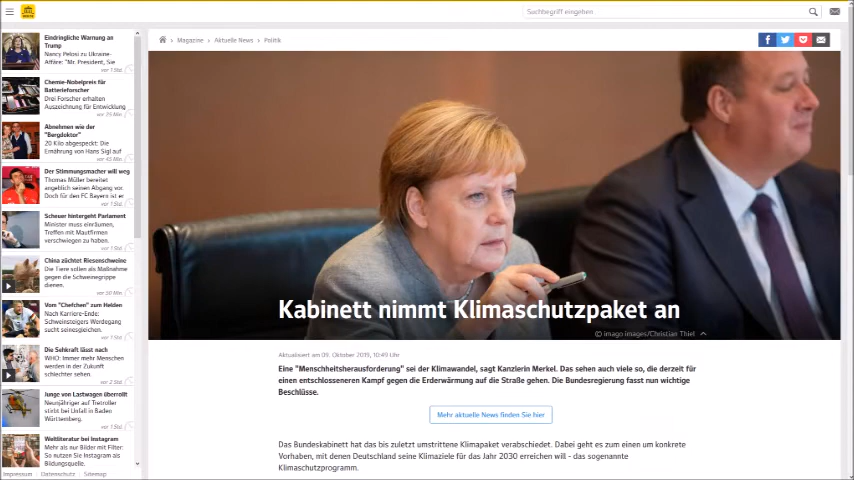 Suchbegriff eingehen
Magazine > Aktuelle News > Politik
Eindringliche Warnung an
Trump
Nancy Pelosi zu Ukraine-
Affäre: "Mr. President, Sie
vor 1 Std.
Chemie-Nobelpreis für
Batterieforscher
Drei Forscher erhalten
Auszeichnung für Entwicklung
vor 25 Min.
Abnehmen wie der
"Bergdoktor"
20 Kilo abgespeckt: Die
Ernährung von Hans Sigl auf
vor 45 Min.
Der Stimmungsmacher will weg
Thomas Müller bereitet
angeblich seinen Abgang vor.
Doch für den FC Bayern ist er
vor 1 Std.
Scheuer hintergeht Parlament
Minister muss einräumen,
Treffen mit Mautfirmen
verschwiegen zu haben.
vor 1 Std.
China züchtet Riesenschweine
Die Tiere sollen als Maßnahme
gegen die Schweinegrippe
dienen.
vor 50 Min.
Vom "Chefchen" zum Helden
Nach Karriere-Ende:
Schweinsteigers Werdegang
sucht seinesgleichen.
vor 1 Std.
Die Sehkraft lässt nach
WHO: Immer mehr Menschen
werden in der Zukunft
schlechter sehen.
vor 2 Std.
Junge von Lastwagen überrollt
Neunjähriger auf Tretroller
stirbt bei Unfall in Baden
Württemberg.
vor 1 Std.
Weltliteratur bei Instagram
Mehr als nur Bilder mit Filter:
So nutzen Sie Instagram als
Bildungsquelle.
Impressum Datenschutz Sitemap
Kabinett nimmt Klimaschutzpaket an
© imago images/Christian Thiel
Aktualisiert am 09. Oktober 2019, 10:49 Uhr
Eine "Menschheitsherausforderung" sei der Klimawandel, sagt Kanzlerin Merkel. Das sehen auch viele so, die derzeit für
einen entschlosseneren Kampf gegen die Erderwärmung auf die Straße gehen. Die Bundesregierung fasst nun wichtige
Beschlüsse.
Mehr aktuelle News finden Sie hier
Das Bundeskabinett hat das bis zuletzt umstrittene Klimapaket verabschiedet. Dabei geht es zum einen um konkrete
Vorhaben, mit denen Deutschland seine Klimaziele für das Jahr 2030 erreichen will - das sogenannte
Klimaschutzprogramm.